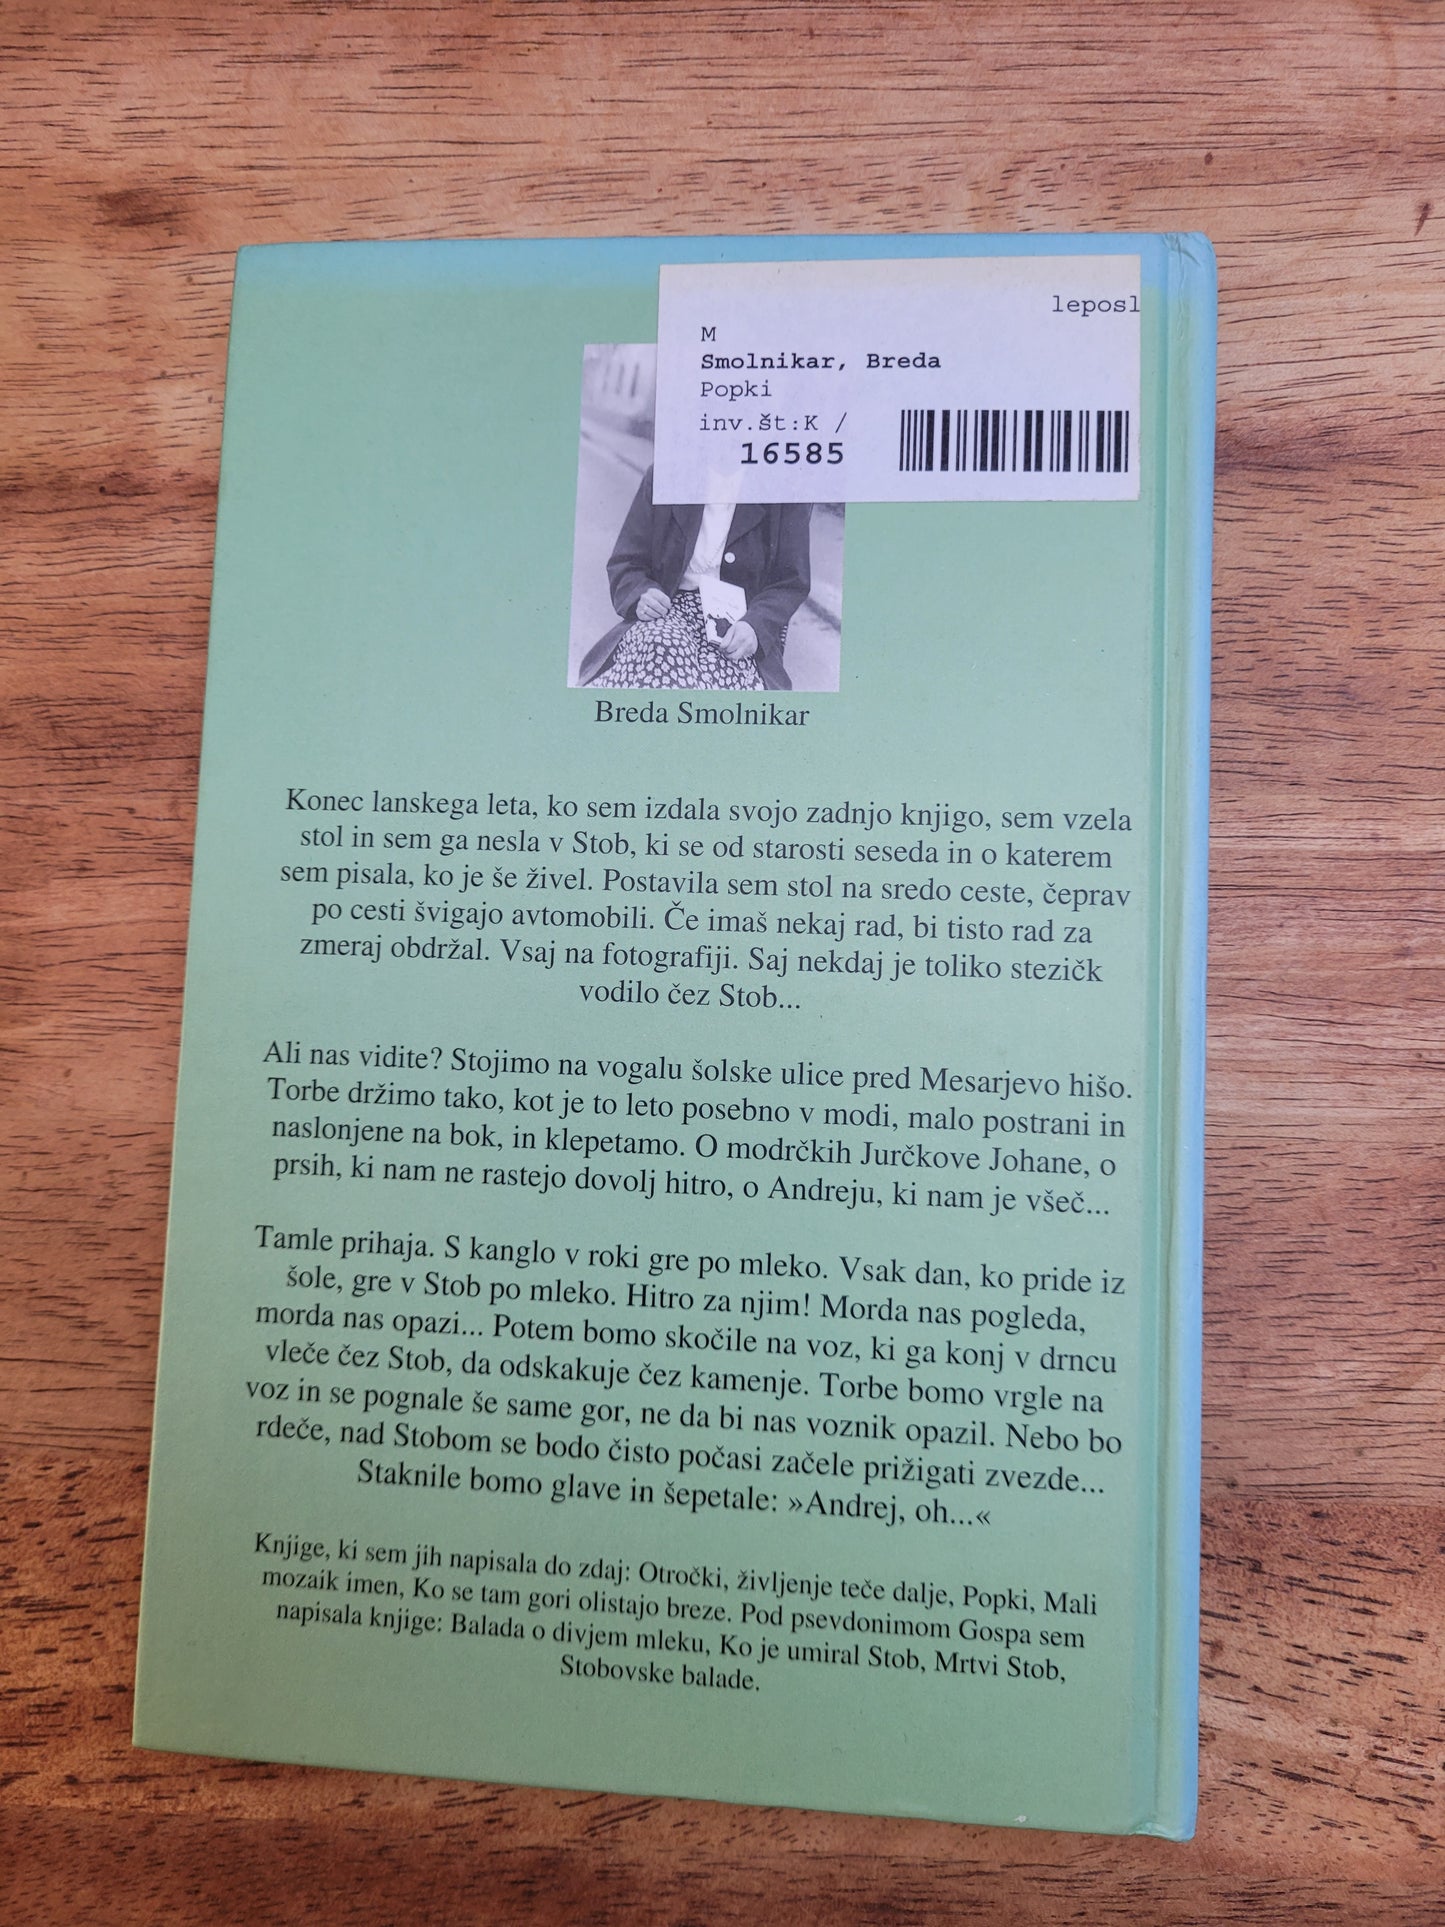 leposl
M
Smolnikar, Breda
Popki
inv.št:K /
16585
Breda Smolnikar
Konec lanskega leta, ko sem izdala svojo zadnjo knjigo, sem vzela
stol in sem ga nesla v Stob, ki se od starosti seseda in o katerem
sem pisala, ko je še živel. Postavila sem stol na sredo ceste, čeprav
po cesti švigajo avtomobili. Če imaš nekaj rad, bi tisto rad za
zmeraj obdržal. Vsaj na fotografiji. Saj nekdaj je toliko stezičk
vodilo čez Stob...
Ali nas vidite? Stojimo na vogalu šolske ulice pred Mesarjevo hišo.
Torbe držimo tako, kot je to leto posebno v modi, malo postrani in
naslonjene na bok, in klepetamo. O modrčkih Jurčkove Johane, o
prsih, ki nam ne rastejo dovolj hitro, o Andreju, ki nam je všeč...
Tamle prihaja. S kanglo v roki gre po mleko. Vsak dan, ko pride iz
šole, gre v Stob po mleko. Hitro za njim! Morda nas pogleda,
morda nas opazi... Potem bomo skočile na voz, ki ga konj v drncu
vleče čez Stob, da odskakuje čez kamenje. Torbe bomo vrgle na
voz in se pognale še same gor, ne da bi nas voznik opazil. Nebo bo
rdeče, nad Stobom se bodo čisto počasi začele prižigati zvezde...
Staknile bomo glave in šepetale: »Andrej, oh...«
Knjige, ki sem jih napisala do zdaj: Otročki, življenje teče dalje, Popki, Mali
mozaik imen, Ko se tam gori olistajo breze. Pod psevdonimom Gospa sem
napisala knjige: Balada o divjem mleku, Ko je umiral Stob, Mrtvi Stob,
Stobovske balade.